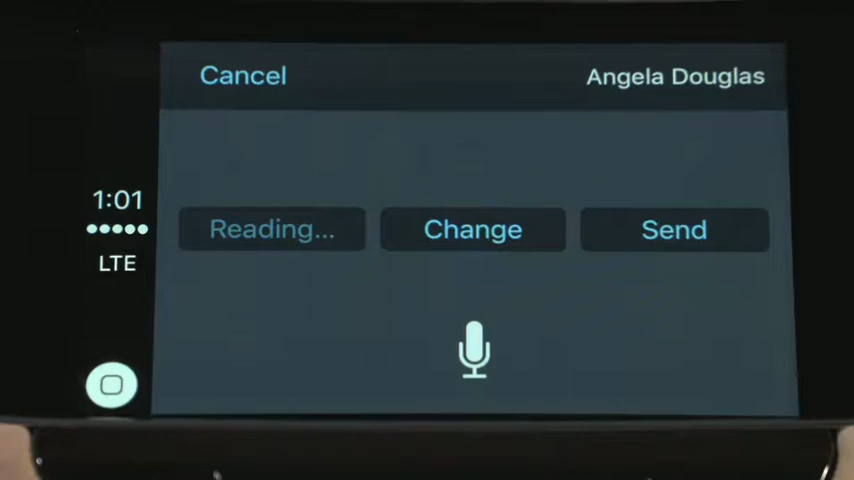 Cancel
Angela Douglas
1:01
LTE
Reading...
Change
Send